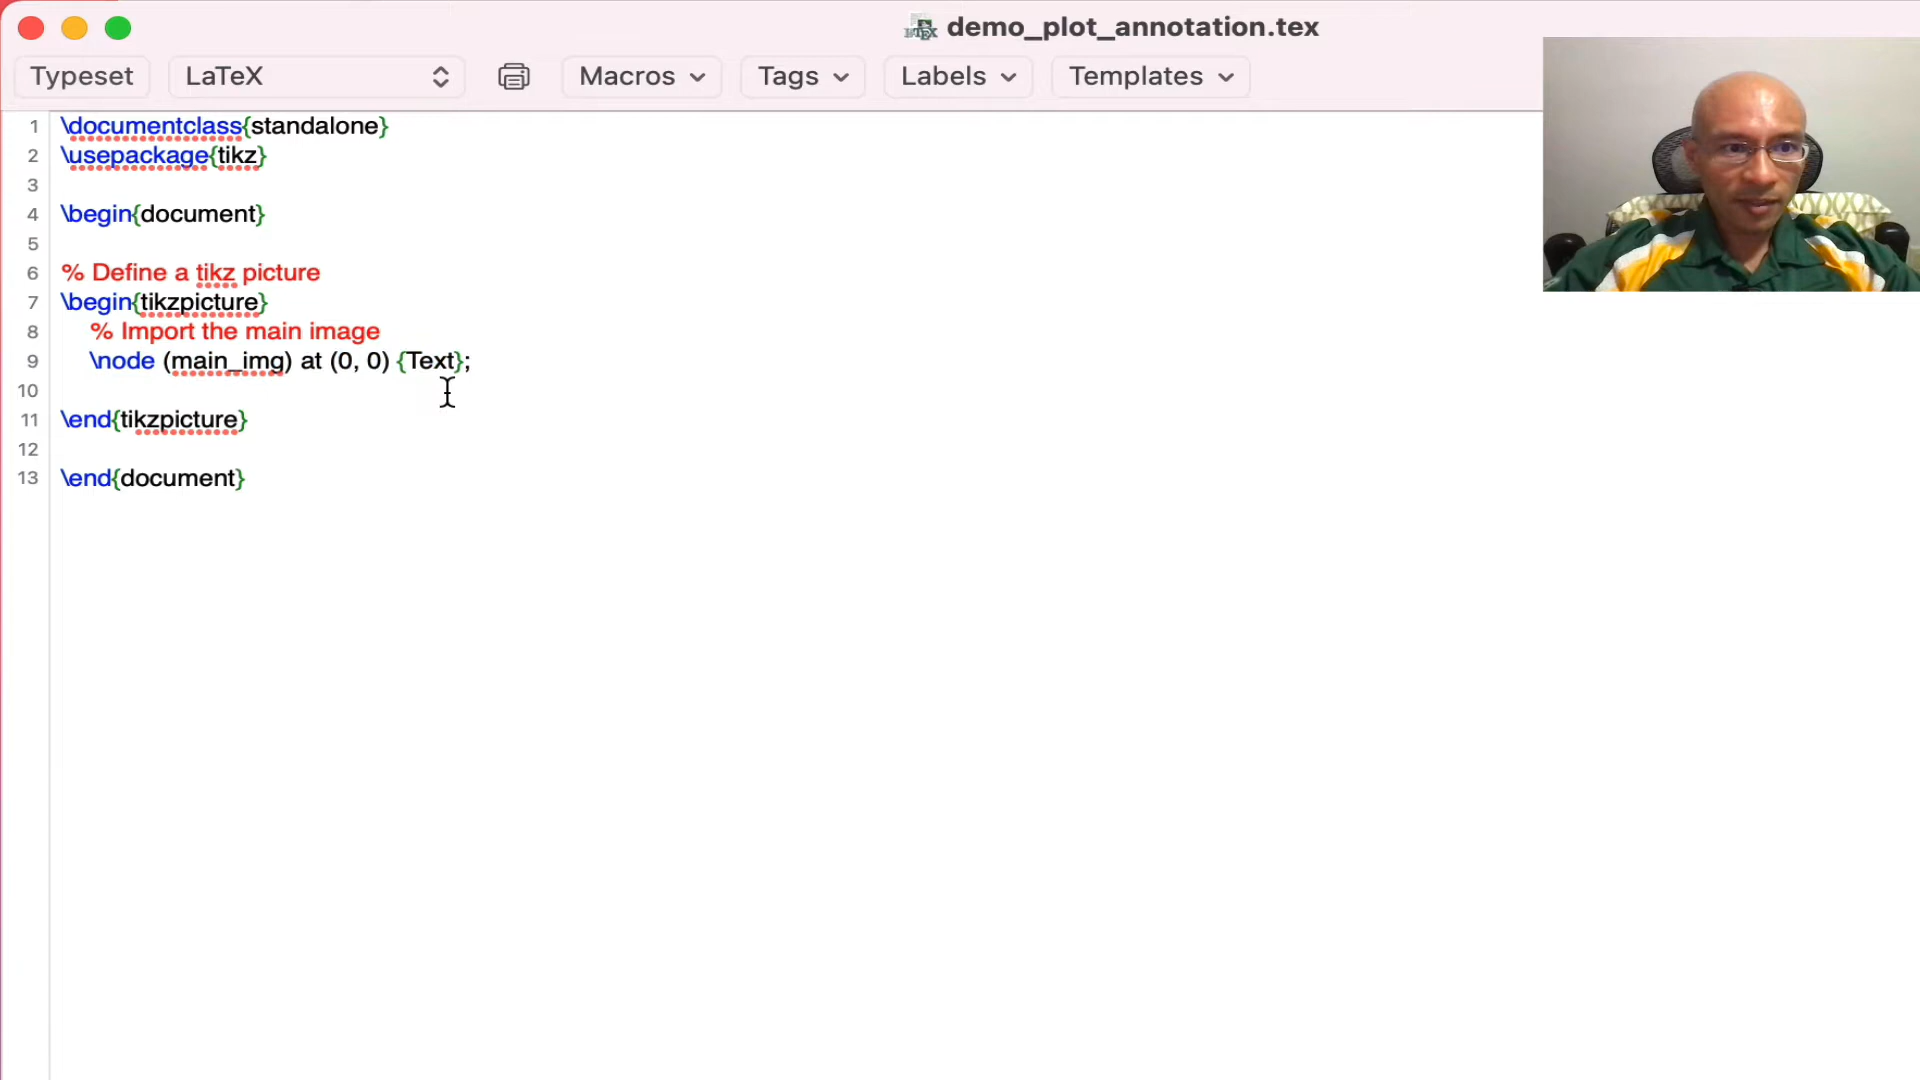 demo_plot_annotation.tex
Typeset LaTeX Macros Tags Labels Templates
1 \documentclass{standalone}
2 \usepackage{tikz}
3
4 \begin{document}
5
6 % Define a tikz picture
7 \begin{tikzpicture}
8 % Import the main image
9 \node (main_img) at (0, 0) {Text};
10
11 \end{tikzpicture}
12
13 \end{document}